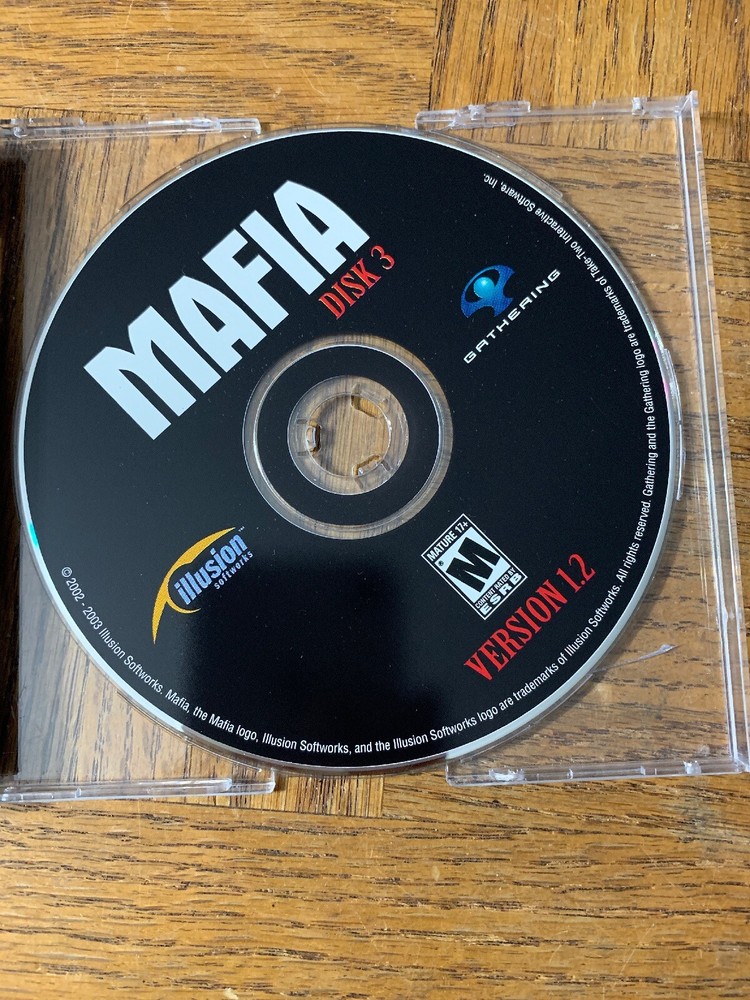 MAFIA
DISK 3
GATHERING
illusion™
softworks
MATURE 17+
M
CONTENT RATED BY
ESRB
VERSION 1.2
© 2002 - 2003 Illusion Softworks. Mafia, the Mafia logo, Illusion Softworks, and the Illusion Softworks logo are trademarks of Illusion Softworks. All rights reserved. Gathering and the Gathering logo are trademarks of Take-Two Interactive Software, Inc.